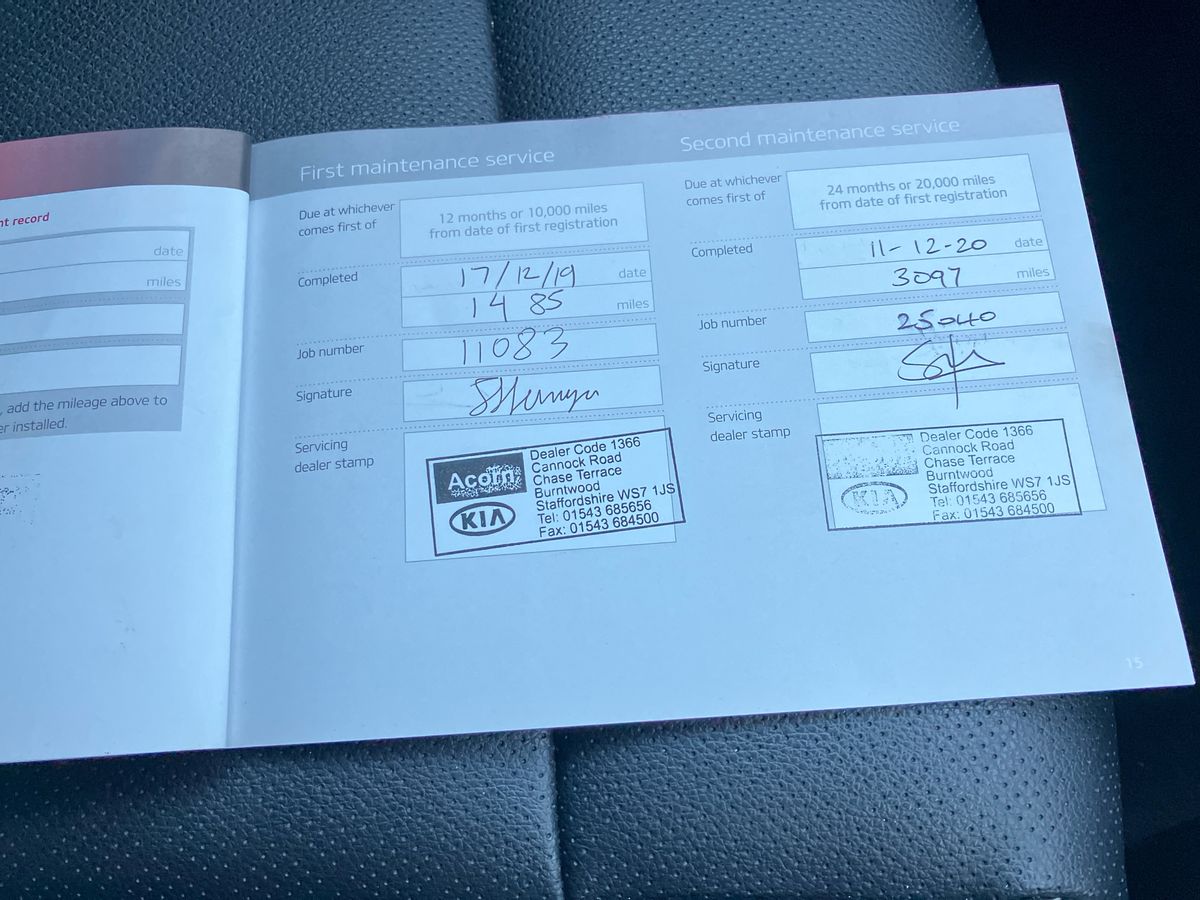 nt record
date
miles
, add the mileage above to
er installed.
First maintenance service
Due at whichever
comes first of
12 months or 10,000 miles
from date of first registration
Completed
17/12/19 date
1485 miles
Job number
11083
Signature
Servicing
dealer stamp
Acorn
KIA
Dealer Code 1366
Cannock Road
Chase Terrace
Burntwood
Staffordshire WS7 1JS
Tel: 01543 685656
Fax: 01543 684500
Second maintenance service
Due at whichever
comes first of
24 months or 20,000 miles
from date of first registration
Completed
11-12-20 date
3097 miles
Job number
25040
Signature
Servicing
dealer stamp
KIA
Dealer Code 1366
Cannock Road
Chase Terrace
Burntwood
Staffordshire WS7 1JS
Tel: 01543 685656
Fax: 01543 684500
15